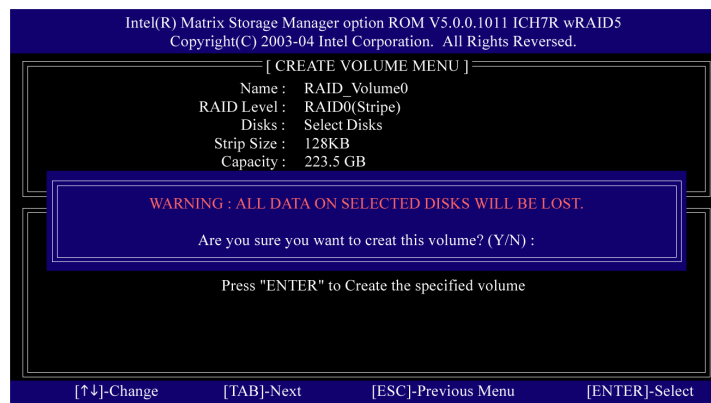 Intel(R) Matrix Storage Manager option ROM V5.0.0.1011 ICH7R wRAID5
Copyright(C) 2003-04 Intel Corporation. All Rights Reversed.
[ CREATE VOLUME MENU ]
Name : RAID_Volume0
RAID Level : RAID0(Stripe)
Disks : Select Disks
Strip Size : 128KB
Capacity : 223.5 GB
WARNING : ALL DATA ON SELECTED DISKS WILL BE LOST.
Are you sure you want to creat this volume? (Y/N) :
Press "ENTER" to Create the specified volume
[↑↓]-Change [TAB]-Next [ESC]-Previous Menu [ENTER]-Select